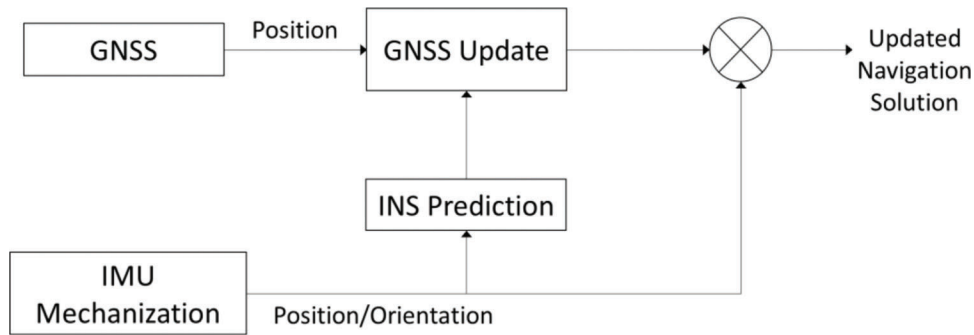 GNSS
Position
GNSS Update
Updated
Navigation
Solution
INS Prediction
IMU
Mechanization
Position/Orientation